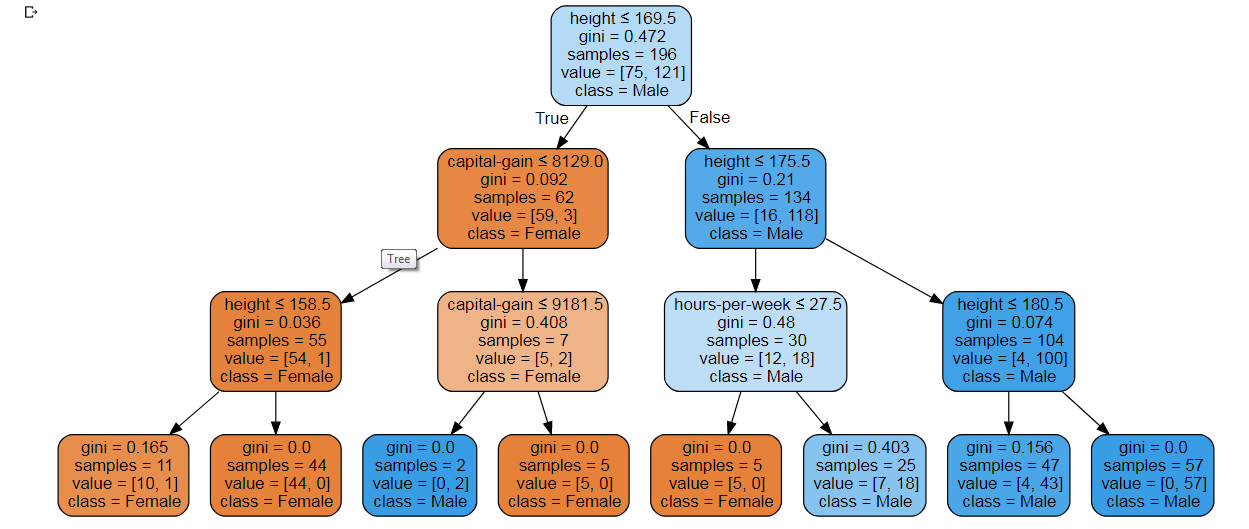 height ≤ 169.5
gini = 0.472
samples = 196
value = [75, 121]
class = Male
True
False
capital-gain ≤ 8129.0
gini = 0.092
samples = 62
value = [59, 3]
class = Female
height ≤ 175.5
gini = 0.21
samples = 134
value = [16, 118]
class = Male
Tree
height ≤ 158.5
gini = 0.036
samples = 55
value = [54, 1]
class = Female
capital-gain ≤ 9181.5
gini = 0.408
samples = 7
value = [5, 2]
class = Female
hours-per-week ≤ 27.5
gini = 0.48
samples = 30
value = [12, 18]
class = Male
height ≤ 180.5
gini = 0.074
samples = 104
value = [4, 100]
class = Male
gini = 0.165
samples = 11
value = [10, 1]
class = Female
gini = 0.0
samples = 44
value = [44, 0]
class = Female
gini = 0.0
samples = 2
value = [0, 2]
class = Male
gini = 0.0
samples = 5
value = [5, 0]
class = Female
gini = 0.0
samples = 5
value = [5, 0]
class = Female
gini = 0.403
samples = 25
value = [7, 18]
class = Male
gini = 0.156
samples = 47
value = [4, 43]
class = Male
gini = 0.0
samples = 57
value = [0, 57]
class = Male